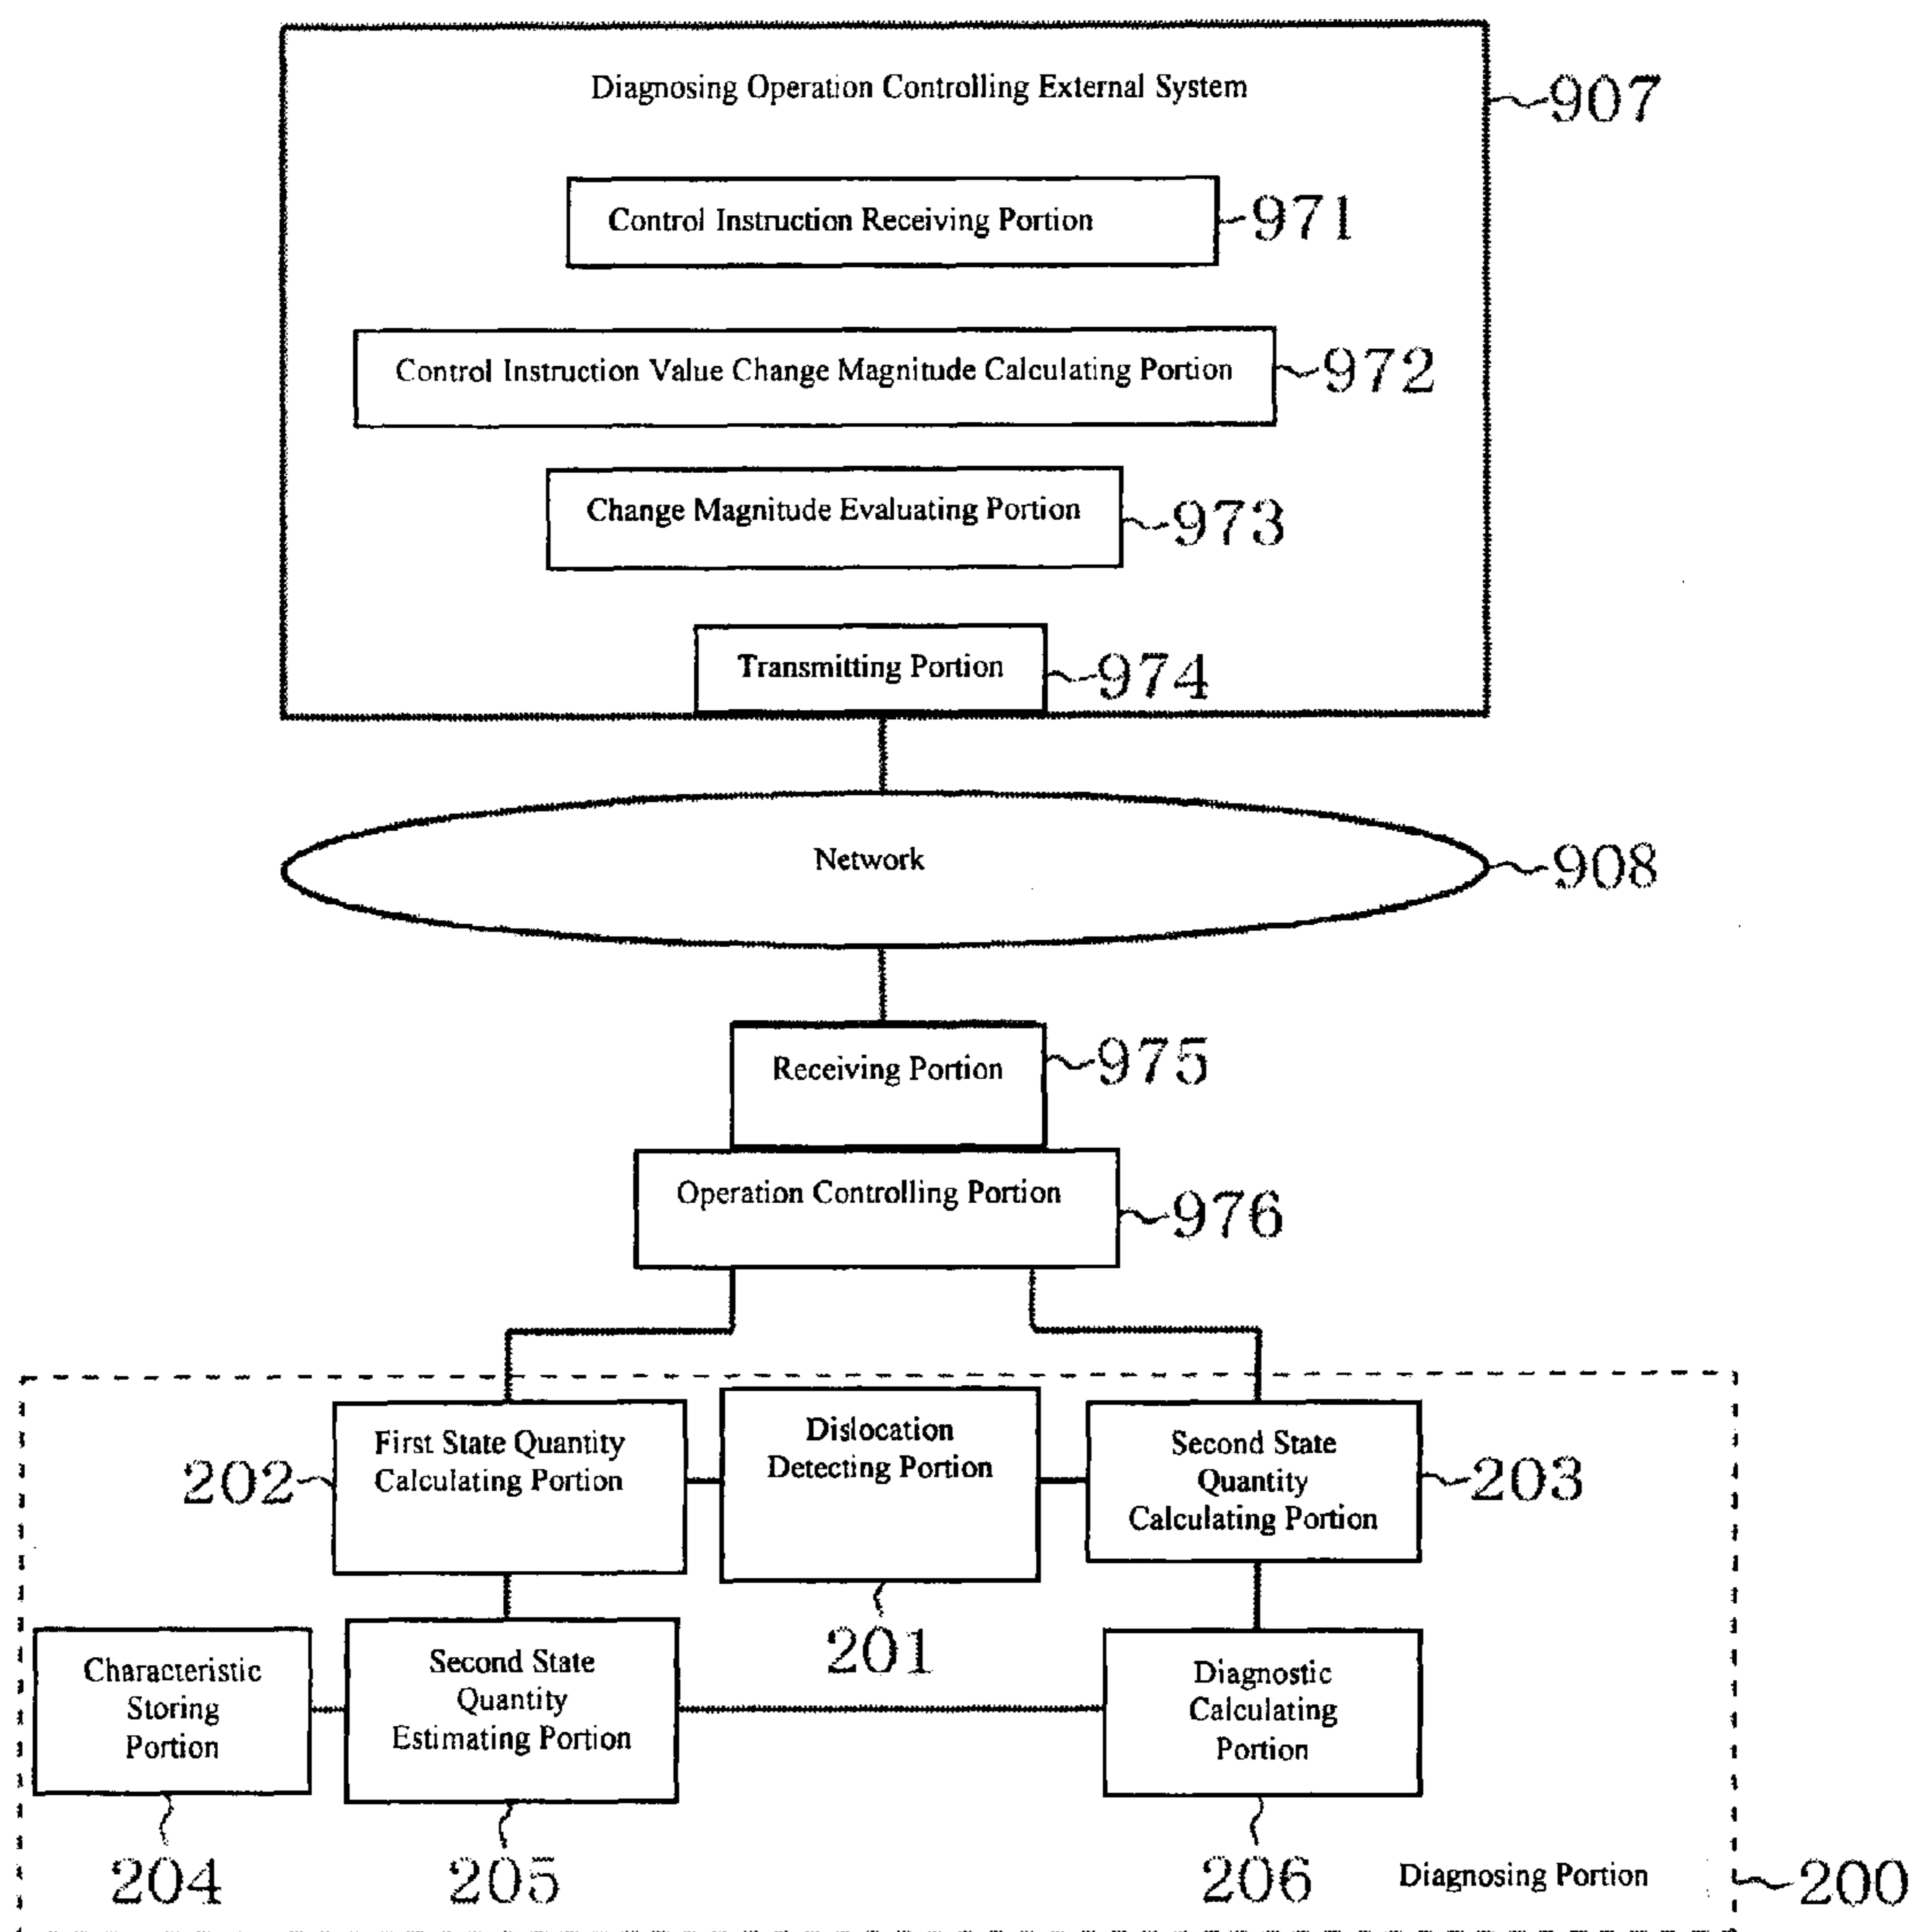 Diagnosing Operation Controlling External System
907
Control Instruction Receiving Portion
971
Control Instruction Value Change Magnitude Calculating Portion
972
Change Magnitude Evaluating Portion
973
Transmitting Portion
974
Network
908
Receiving Portion
975
Operation Controlling Portion
976
202
First State Quantity
Calculating Portion
Dislocation
Detecting Portion
201
Second State
Quantity
Calculating Portion
203
Characteristic
Storing
Portion
204
Second State
Quantity
Estimating Portion
205
Diagnostic
Calculating
Portion
206
Diagnosing Portion
200